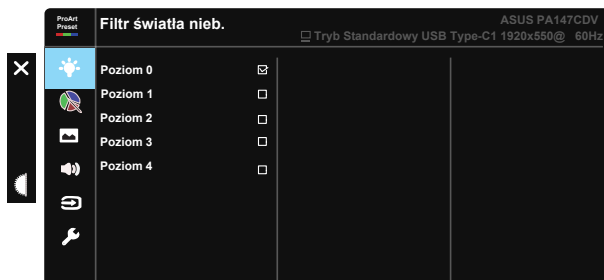 ProArt
Preset
Filtr światła nieb.
ASUS PA147CDV
Tryb Standardowy USB Type-C1 1920x550@ 60Hz
Poziom 0
Poziom 1
Poziom 2
Poziom 3
Poziom 4